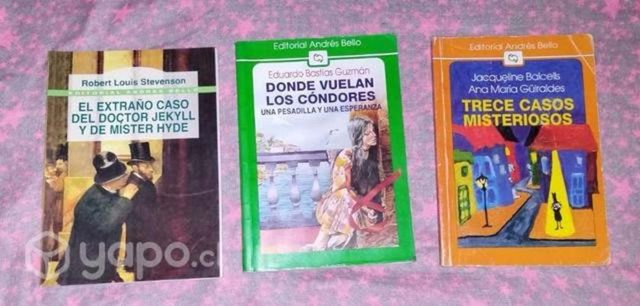 Robert Louis Stevenson
EDITORIAL ANDRES BELLO
EL EXTRAÑO CASO
DEL DOCTOR JEKYLL
Y DE MISTER HYDE
Editorial Andrés Bello
Eduardo Bastías Guzmán
DONDE VUELAN
LOS CÓNDORES
UNA PESADILLA Y UNA ESPERANZA
Editorial Andrés Bello
Jacqueline Balcells
Ana María Güiraldes
TRECE CASOS
MISTERIOSOS
yapo.cl